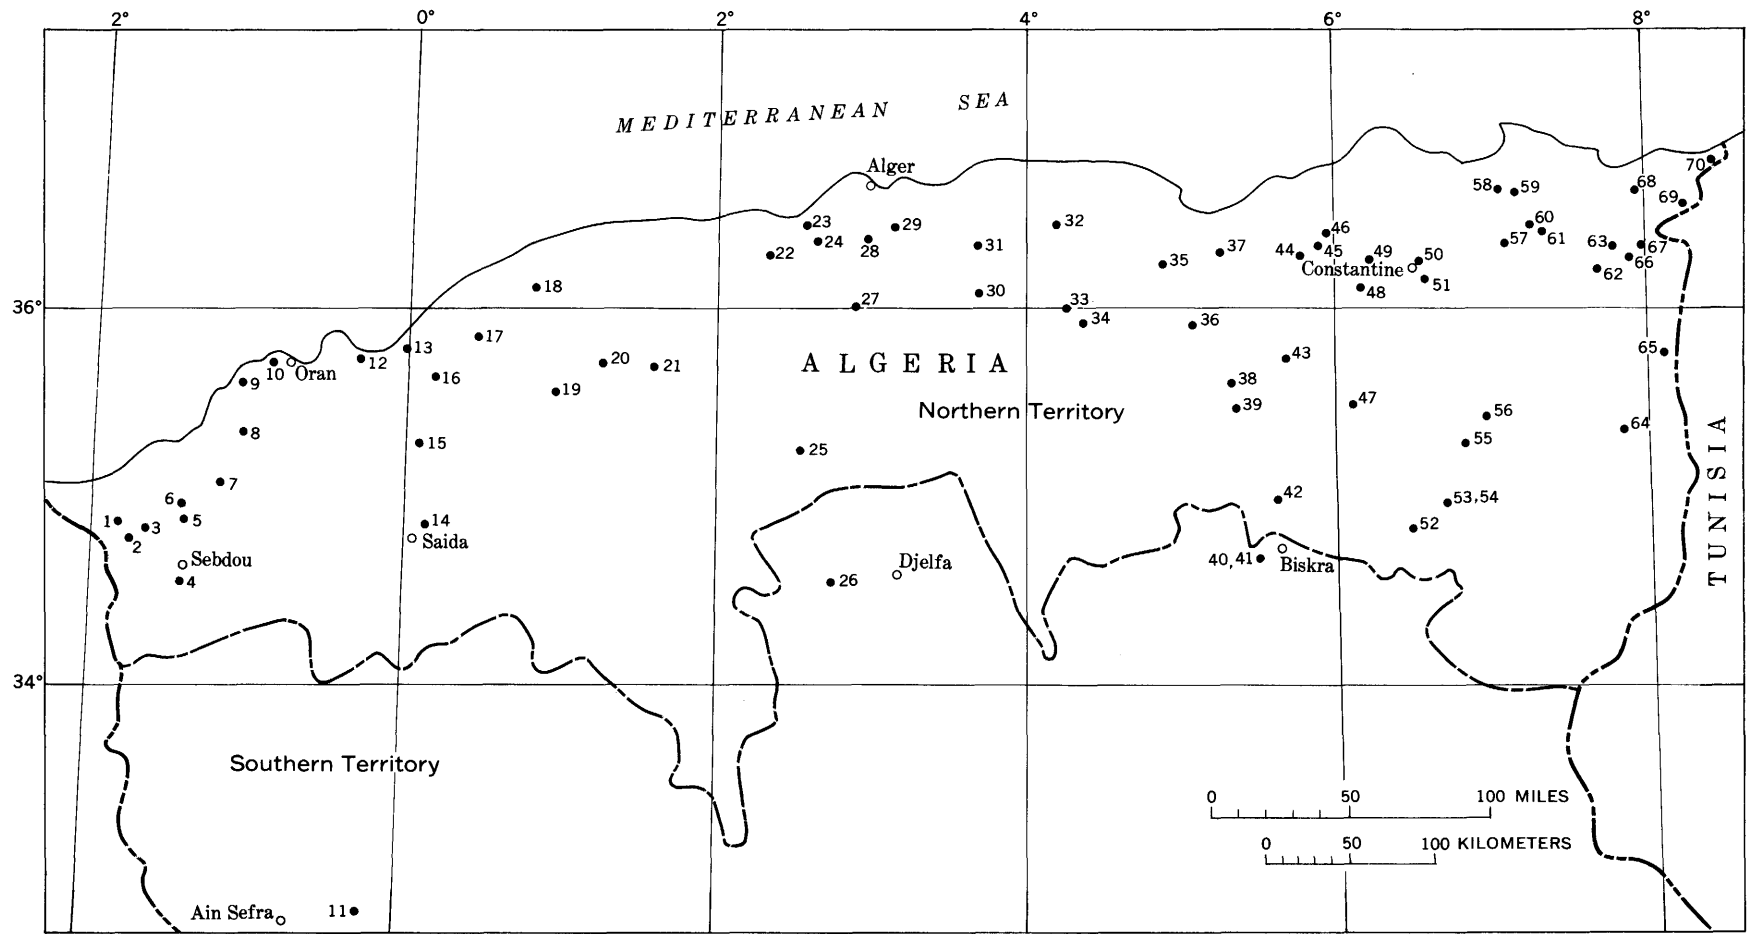 2° 0° 2° 4° 6° 8°
MEDITERRANEAN SEA
Alger
70
58 59 68
69
23 29 32 46 60
22 24 28 31 35 37 44 45 49 50 57 61 63 67
Constantine 66
62
18 27 30 48 51
36° 33
34 36
13 17
10 Oran 12 ALGERIA 43 65
9 16 20 21
19 38
Northern Territory 39 47 56
8 15 25 55 64
7
6 42 53,54
1 3 5 14 52
2 Saida
Sebdou Djelfa 40,41 Biskra
4 26
TUNISIA
34°
Southern Territory
0 50 100 MILES
0 50 100 KILOMETERS
Ain Sefra 11